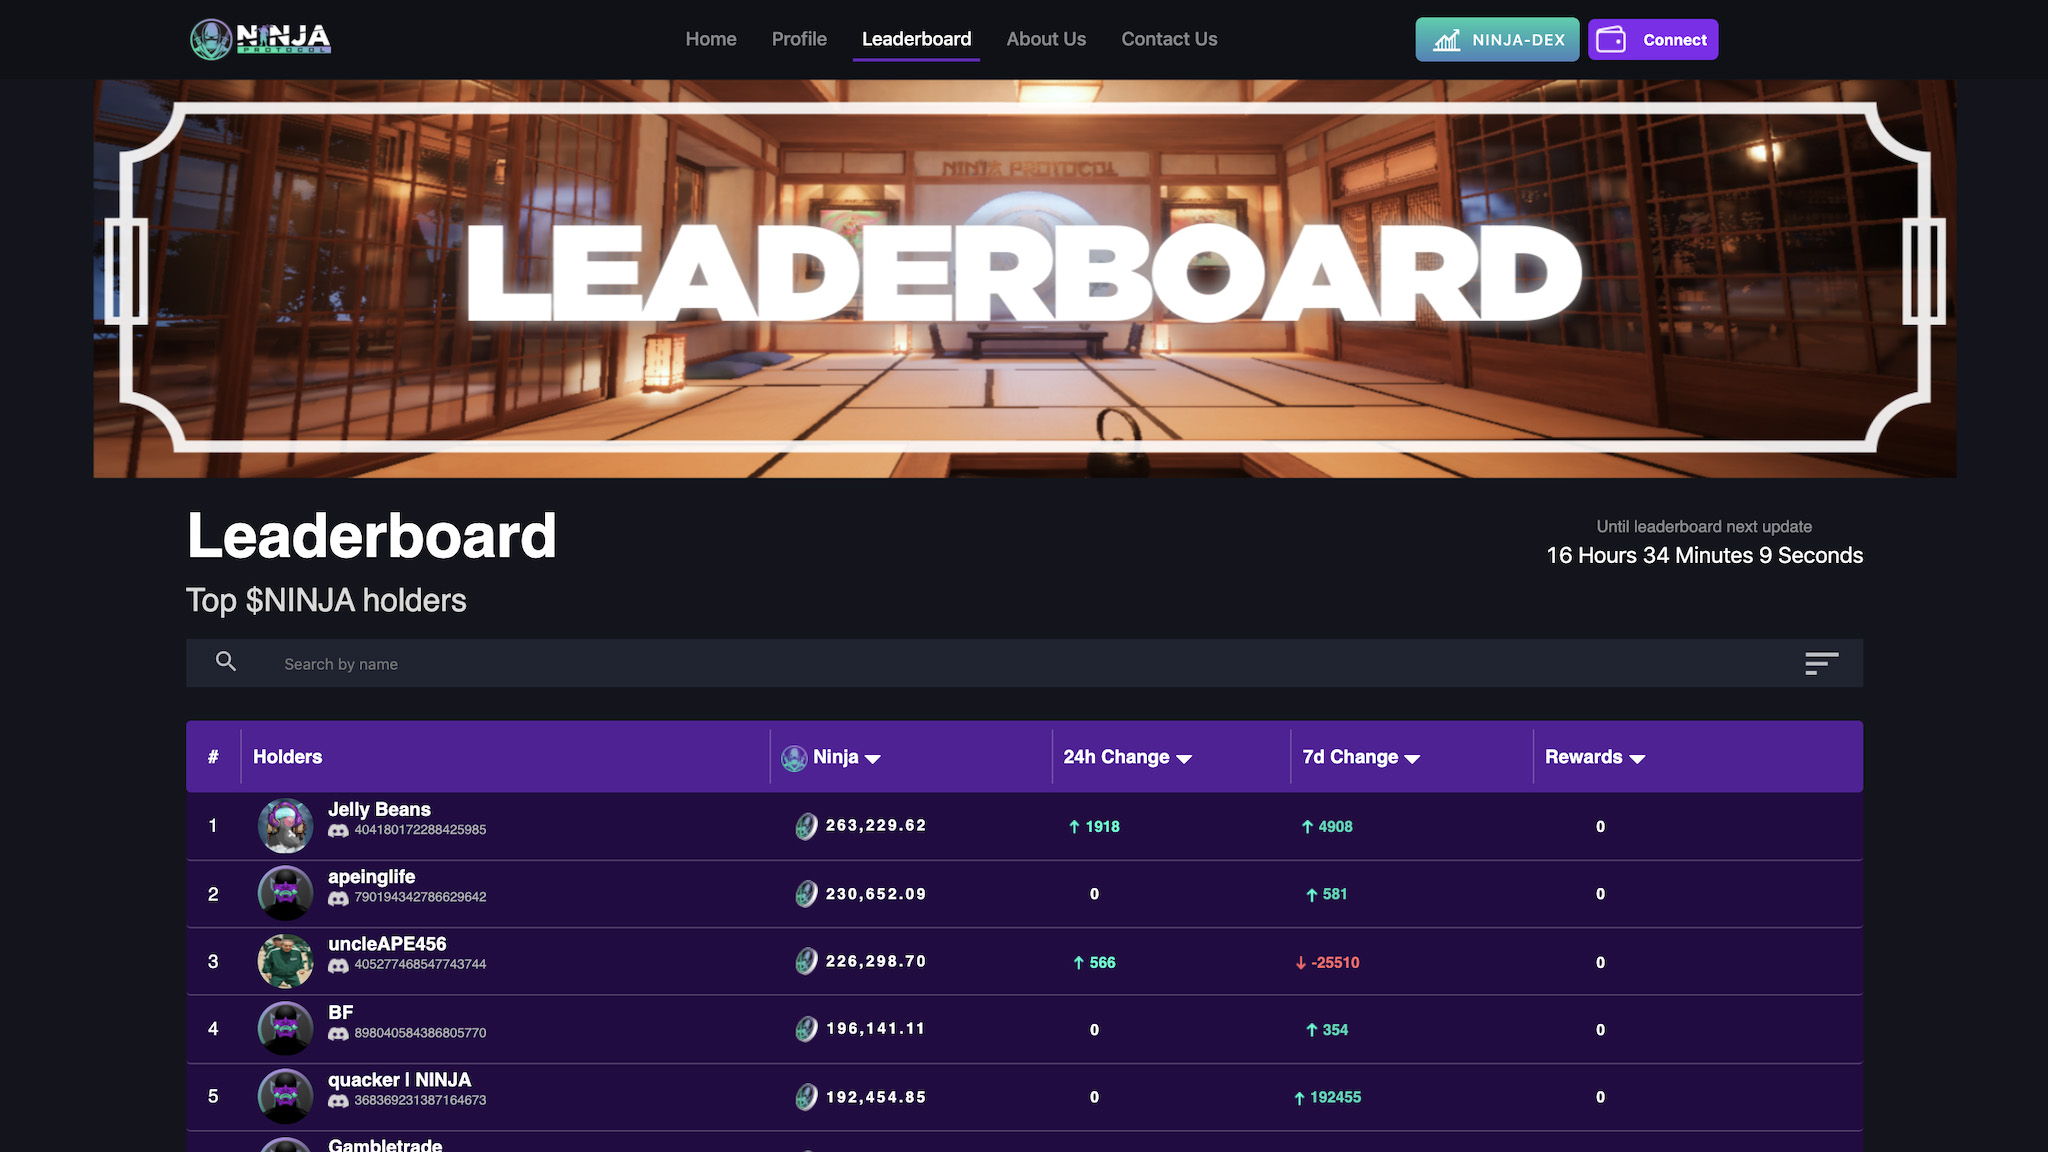 NINJA
PROTOCOL
Home
Profile
Leaderboard
About Us
Contact Us
NINJA-DEX
Connect
NINJA PROTOCOL
LEADERBOARD
Leaderboard
Until leaderboard next update
16 Hours 34 Minutes 9 Seconds
Top $NINJA holders
Search by name
# Holders Ninja 24h Change 7d Change Rewards
1 Jelly Beans 263,229.62 1918 4908 0
404180172288425985
2 apeinglife 230,652.09 0 581 0
790194342786629642
3 uncleAPE456 226,298.70 566 -25510 0
405277468547743744
4 BF 196,141.11 0 354 0
898040584386805770
5 quacker | NINJA 192,454.85 0 192455 0
368369231387164673
Gambletrade